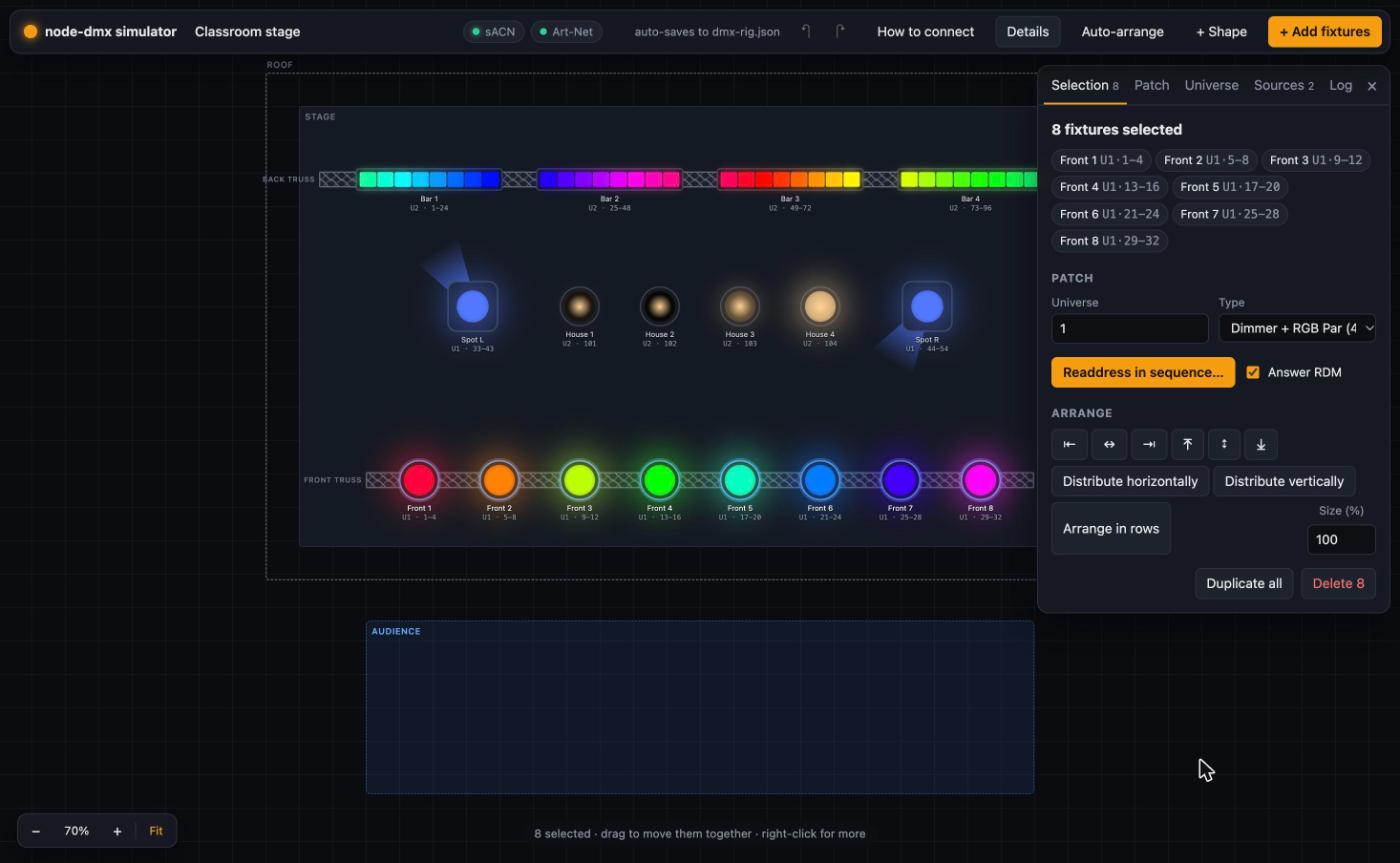 node-dmx simulator
Classroom stage
sACN
Art-Net
auto-saves to dmx-rig.json
How to connect
Details
Auto-arrange
+ Shape
+ Add fixtures
ROOF
STAGE
BACK TRUSS
Bar 1
U2 · 1–24
Bar 2
U2 · 25–48
Bar 3
U2 · 49–72
Bar 4
U2 · 73–96
Spot L
U1 · 33–43
House 1
U2 · 101
House 2
U2 · 102
House 3
U2 · 103
House 4
U2 · 104
Spot R
U1 · 44–54
FRONT TRUSS
Front 1
U1 · 1–4
Front 2
U1 · 5–8
Front 3
U1 · 9–12
Front 4
U1 · 13–16
Front 5
U1 · 17–20
Front 6
U1 · 21–24
Front 7
U1 · 25–28
Front 8
U1 · 29–32
AUDIENCE
Selection 8
Patch
Universe
Sources 2
Log
8 fixtures selected
Front 1 U1·1–4
Front 2 U1·5–8
Front 3 U1·9–12
Front 4 U1·13–16
Front 5 U1·17–20
Front 6 U1·21–24
Front 7 U1·25–28
Front 8 U1·29–32
PATCH
Universe
Type
1
Dimmer + RGB Par (4
Readdress in sequence...
Answer RDM
ARRANGE
Distribute horizontally
Distribute vertically
Arrange in rows
Size (%)
100
Duplicate all
Delete 8
− 70% + Fit
8 selected · drag to move them together · right-click for more